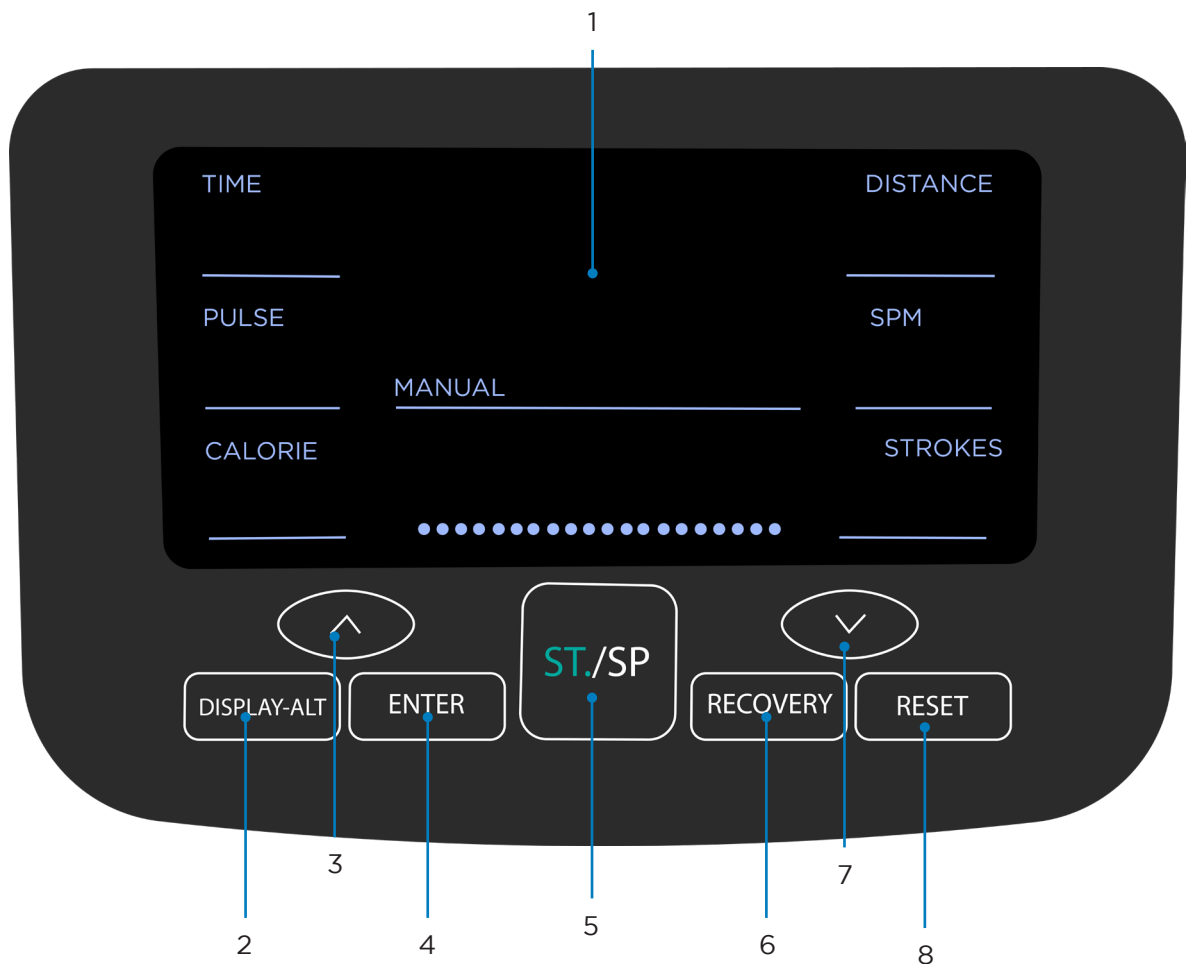 1
TIME
DISTANCE
PULSE
SPM
MANUAL
CALORIE
STROKES
ST./SP
DISPLAY-ALT
ENTER
RECOVERY
RESET
3
7
5
2
4
6
8